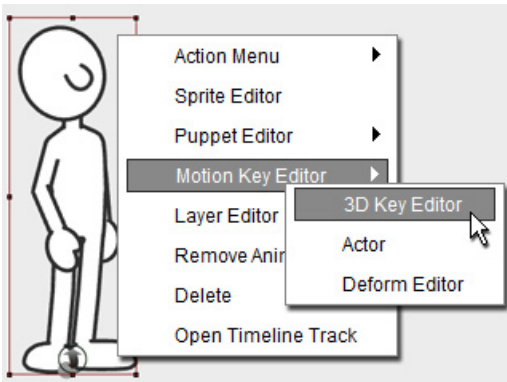 Action Menu
Sprite Editor
Puppet Editor
Motion Key Editor
3D Key Editor
Layer Editor
Actor
Remove
Deform Editor
Delete
Open Timeline Track